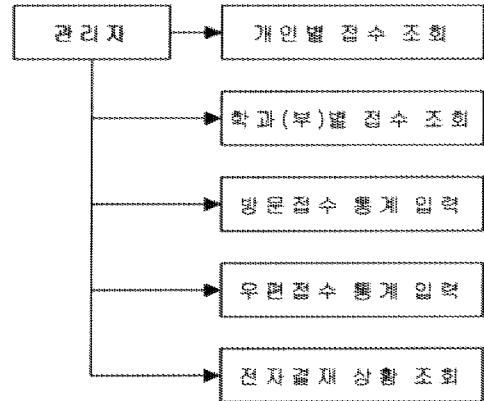 관리자
개인별 접수 조회
학과(부)별 접수 조회
방문접수 통계 입력
우편접수 통계 입력
전자결재 상황 조회